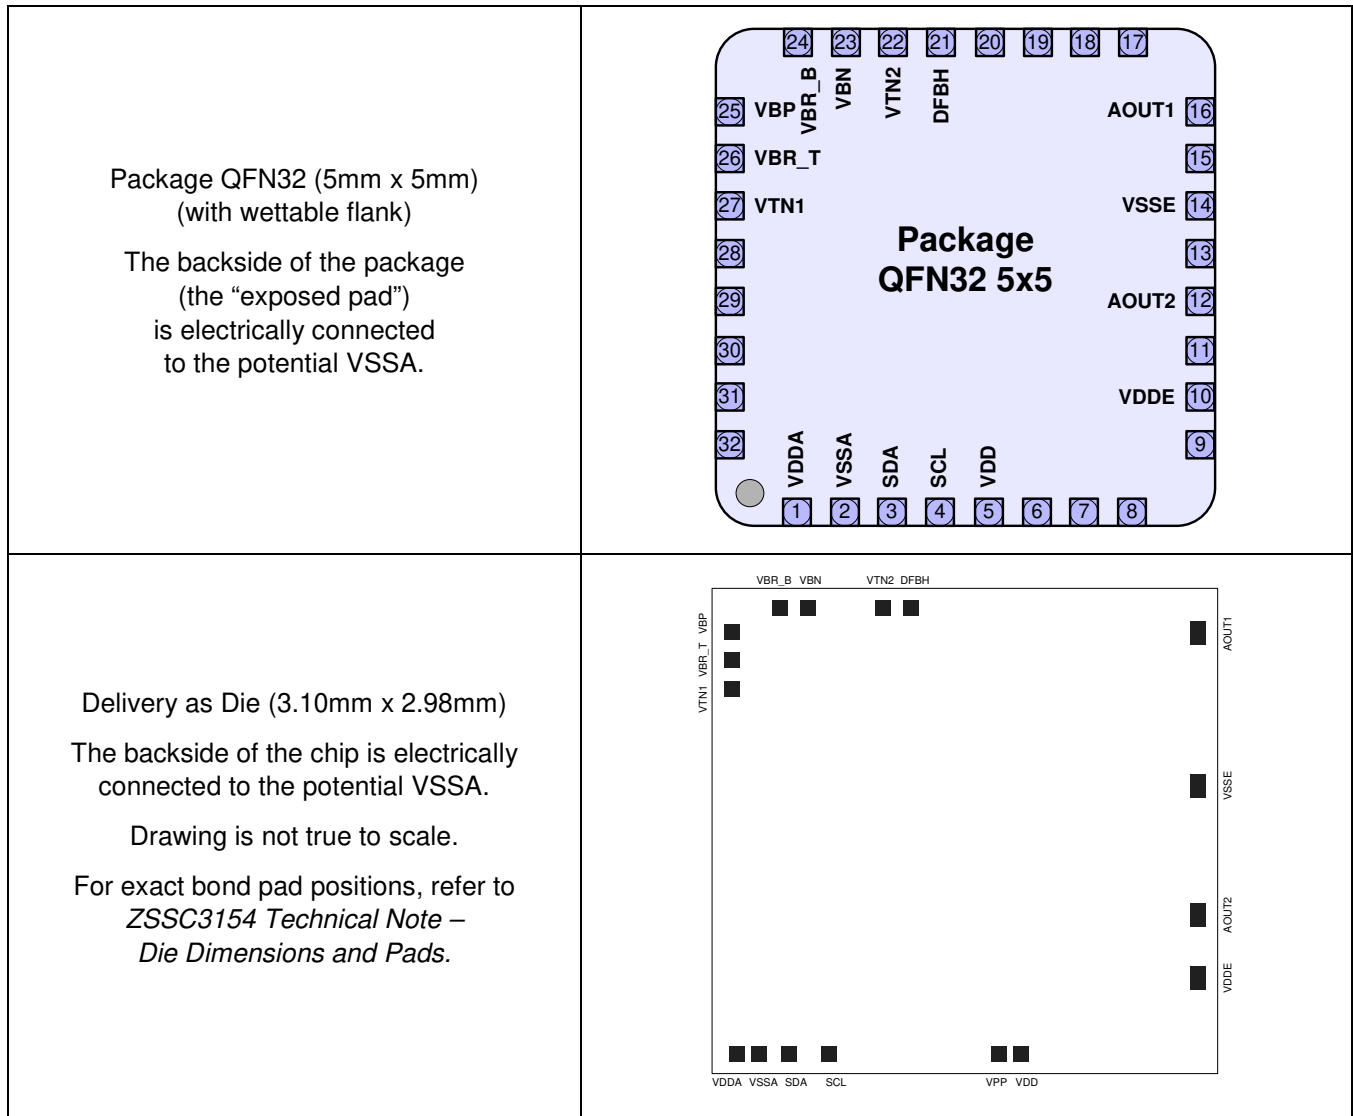 Package QFN32 (5mm x 5mm)
(with wettable flank)
The backside of the package
(the “exposed pad”)
is electrically connected
to the potential VSSA.
24 23 22 21 20 19 18 17
VBR_B VBN VTN2 DFBH
25 VBP
26 VBR_T
27 VTN1
28
29
30
31
32
Package
QFN32 5x5
AOUT1 16
15
VSSE 14
13
AOUT2 12
11
VDDE 10
9
VDDA VSSA SDA SCL VDD
1 2 3 4 5 6 7 8
Delivery as Die (3.10mm x 2.98mm)
The backside of the chip is electrically
connected to the potential VSSA.
Drawing is not true to scale.
For exact bond pad positions, refer to
ZSSC3154 Technical Note –
Die Dimensions and Pads.
VBR_B VBN VTN2 DFBH
VBP
VBR_T
VTN1
AOUT1
VSSE
AOUT2
VDDE
VDDA VSSA SDA SCL VPP VDD